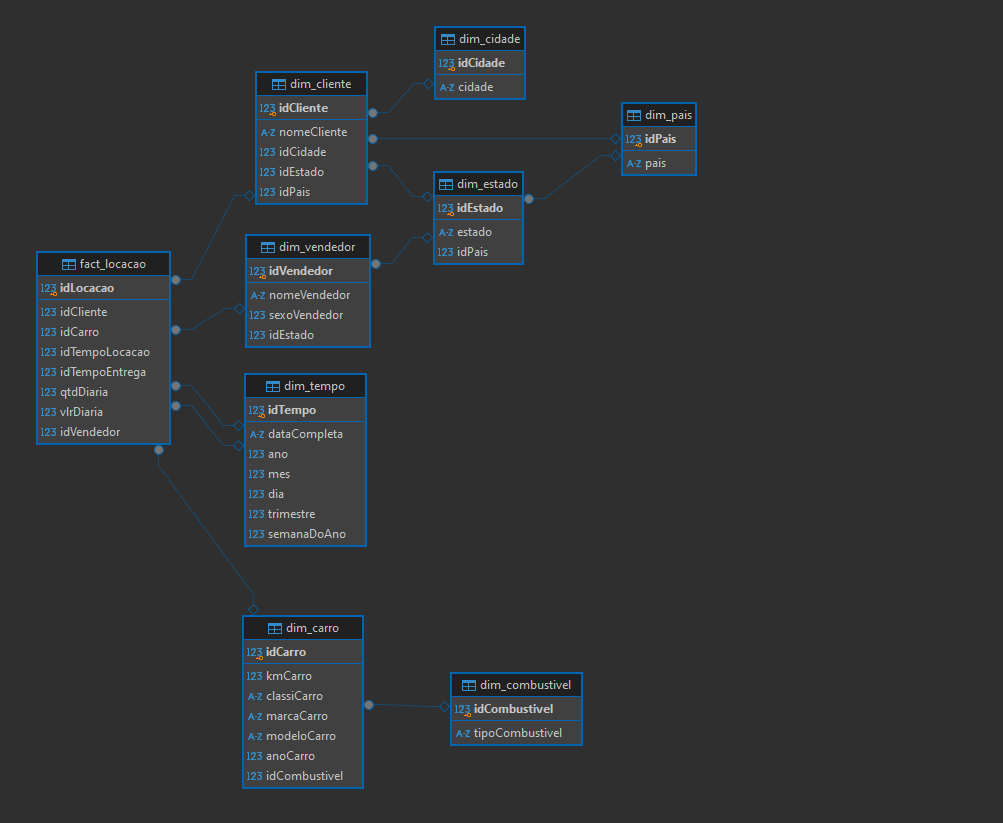 dim_cidade
123 idCidade
A-Z cidade
dim_cliente
123 idCliente
A-Z nomeCliente
123 idCidade
123 idEstado
123 idPais
dim_pais
123 idPais
A-Z pais
dim_estado
123 idEstado
A-Z estado
123 idPais
dim_vendedor
123 idVendedor
A-Z nomeVendedor
123 sexoVendedor
123 idEstado
fact_locacao
123 idLocacao
123 idCliente
123 idCarro
123 idTempoLocacao
123 idTempoEntrega
123 qtdDiaria
123 vlrDiaria
123 idVendedor
dim_tempo
123 idTempo
A-Z dataCompleta
123 ano
123 mes
123 dia
123 trimestre
123 semanaDoAno
dim_carro
123 idCarro
123 kmCarro
A-Z classiCarro
A-Z marcaCarro
A-Z modeloCarro
123 anoCarro
123 idCombustivel
dim_combustivel
123 idCombustivel
A-Z tipoCombustivel